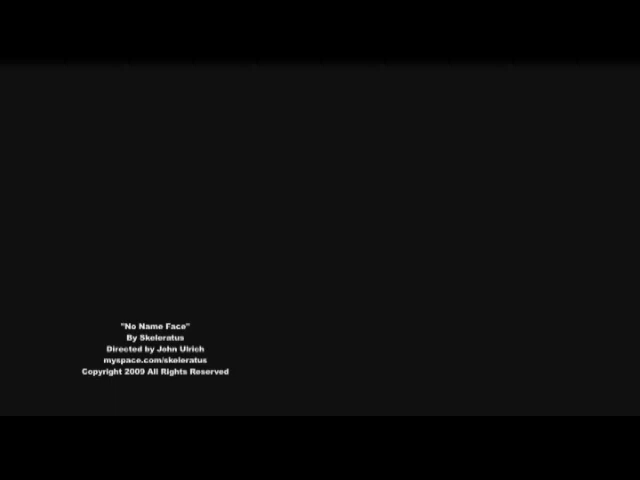 "No Name Face"
By Skeleratus
Directed by John Ulrich
myspace.com/skeleratus
Copyright 2009 All Rights Reserved